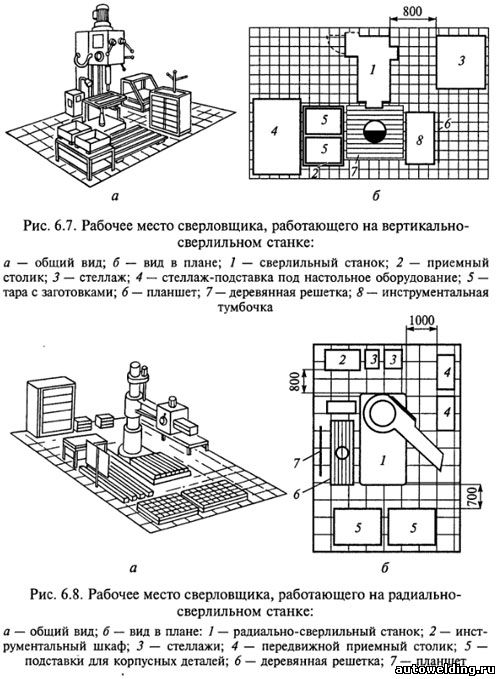 800
1
3
4
5
5
8
6
2
7
а
б
Рис. 6.7. Рабочее место сверловщика, работающего на вертикально-
сверлильном станке:
а — общий вид; б — вид в плане; 1 — сверлильный станок; 2 — приемный
столик; 3 — стеллаж; 4 — стеллаж-подставка под настольное оборудование; 5 —
тара с заготовками; 6 — планшет; 7 — деревянная решетка; 8 — инструментальная
тумбочка
1000
2
3
3
4
800
4
7
1
6
700
5
5
а
б
Рис. 6.8. Рабочее место сверловщика, работающего на радиально-
сверлильном станке:
а — общий вид; б — вид в плане: 1 — радиально-сверлильный станок; 2 — инст-
рументальный шкаф; 3 — стеллажи; 4 — передвижной приемный столик; 5 —
подставки для корпусных деталей; 6 — деревянная решетка; 7 — планшет
autowelding.ru